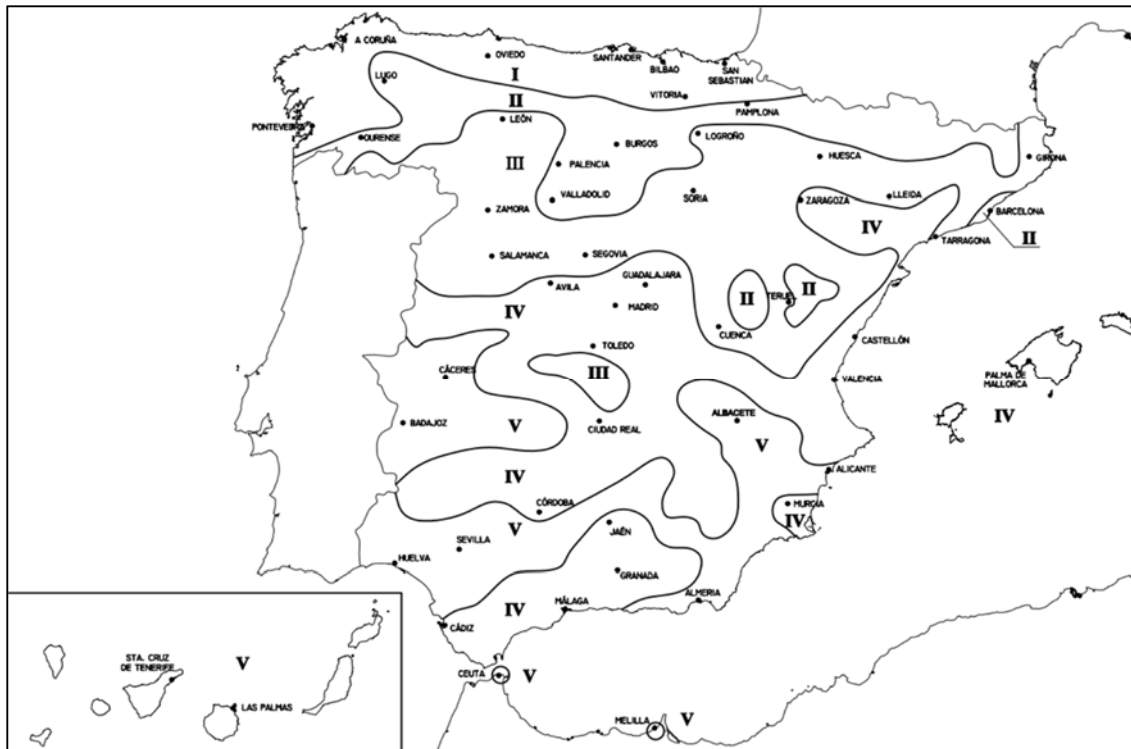 A CORUÑA
OVIEDO
SANTANDER
BILBAO
SAN
SEBASTIAN
LUGO
I
VITORIA
II
PAMPLONA
PONTEVEDRA
LEÓN
OURENSE
LOGROÑO
BURGOS
III
PALENCIA
HUESCA
GIRONA
VALLADOLID
SORIA
ZARAGOZA
LLEIDA
ZAMORA
IV
BARCELONA
TARRAGONA
II
SALAMANCA
SEGOVIA
GUADALAJARA
AVILA
II
II
TERUEL
IV
MADRID
CUENCA
CASTELLÓN
TOLEDO
CÁCERES
III
VALENCIA
PALMA DE
MALLORCA
IV
BADAJOZ
V
CIUDAD REAL
ALBACETE
V
IV
ALICANTE
CÓRDOBA
MURCIA
IV
V
JAÉN
SEVILLA
HUELVA
GRANADA
ALMERIA
MÁLAGA
IV
CÁDIZ
STA. CRUZ
DE TENERIFE
V
LAS PALMAS
CEUTA
V
MELILLA
V